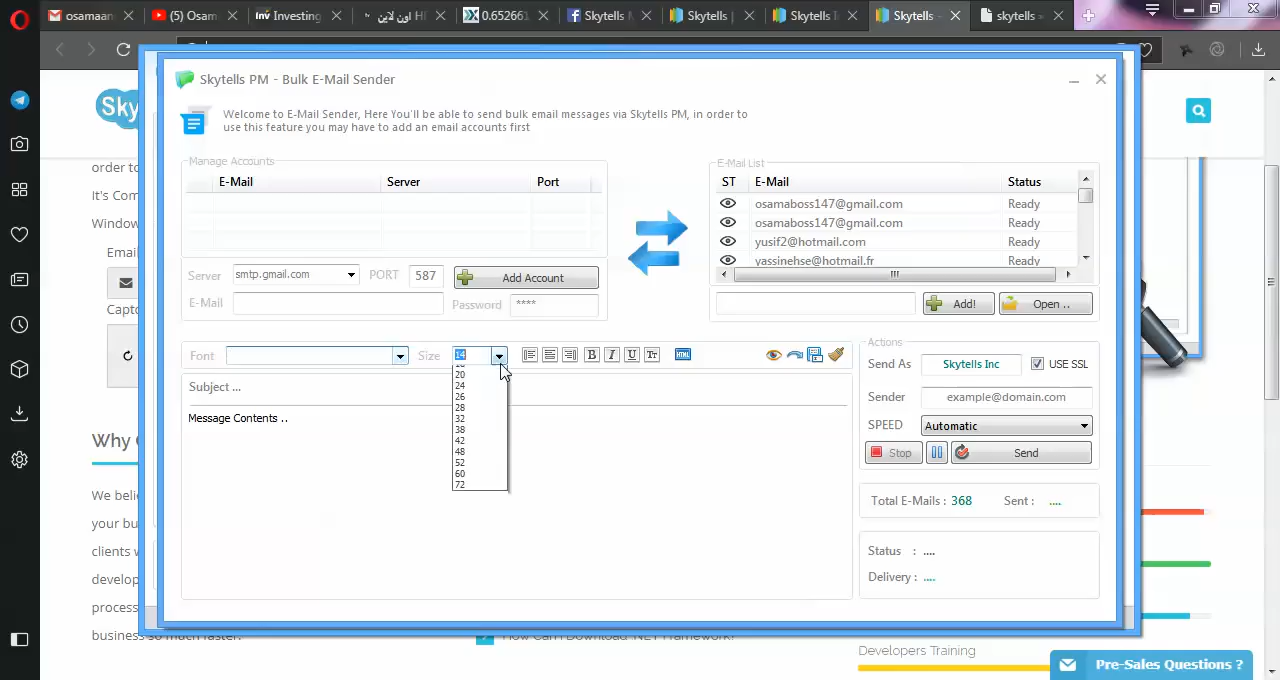 osamaan
(5) Osam
inv Investing
اون لاين HI
0.652661
Skytells M
Skytells |
Skytells I
Skytells -
skytells
Skytells PM - Bulk E-Mail Sender
Welcome to E-Mail Sender, Here You'll be able to send bulk email messages via Skytells PM, in order to
use this feature you may have to add an email accounts first
Sky
order to
It's Com
Window
Email
Captc
Manage Accounts
E-Mail Server Port
Server smtp.gmail.com PORT 587 Add Account
E-Mail Password ****
E-Mail List
ST E-Mail Status
osamaboss147@gmail.com Ready
osamaboss147@gmail.com Ready
yusif2@hotmail.com Ready
yassinehse@hotmail.fr Ready
Add! Open ..
Font Size 14 B I U Tr HTML
20
24
26
28
32
38
42
48
52
60
72
Subject ...
Message Contents ..
Actions
Send As Skytells Inc USE SSL
Sender example@domain.com
SPEED Automatic
Stop Send
Total E-Mails : 368 Sent : ....
Status : ....
Delivery : ....
Why C
We belie
your bu
clients w
develop
process
business so much faster.
How Can I Download .NET Framework?
Developers Training
Pre-Sales Questions ?